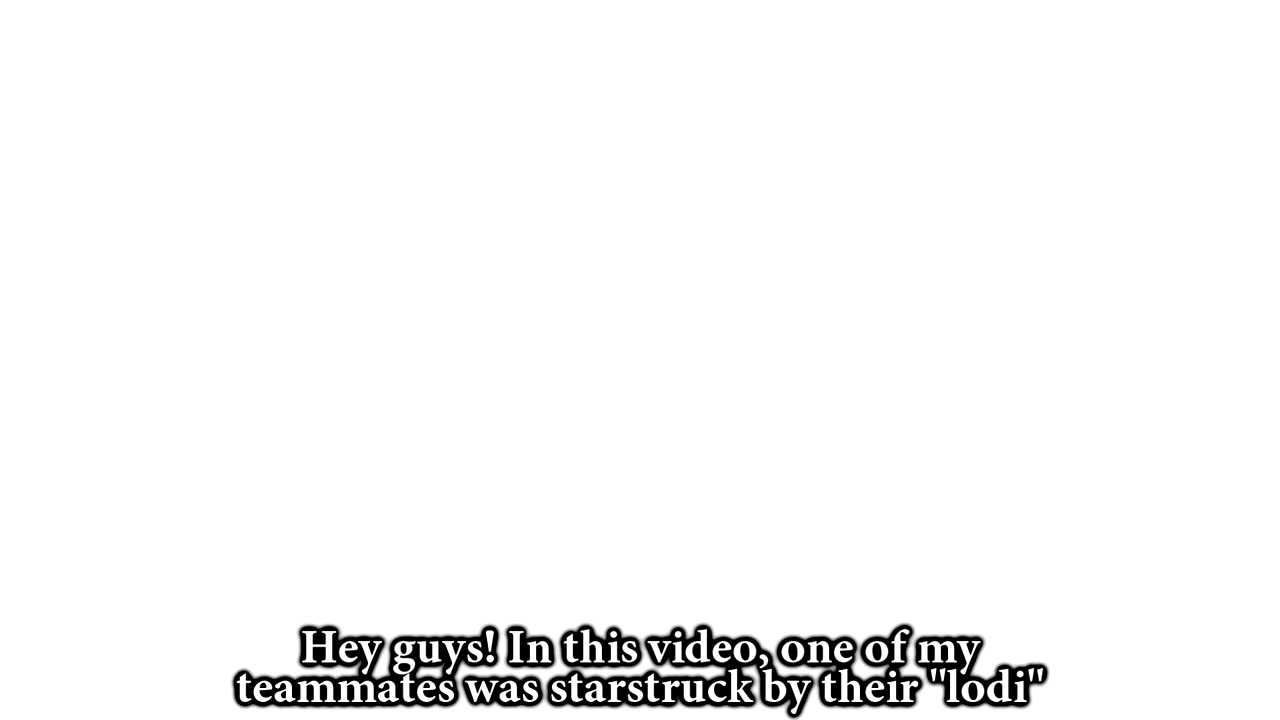 Hey guys! In this video, one of my
teammates was starstruck by their "lodi"